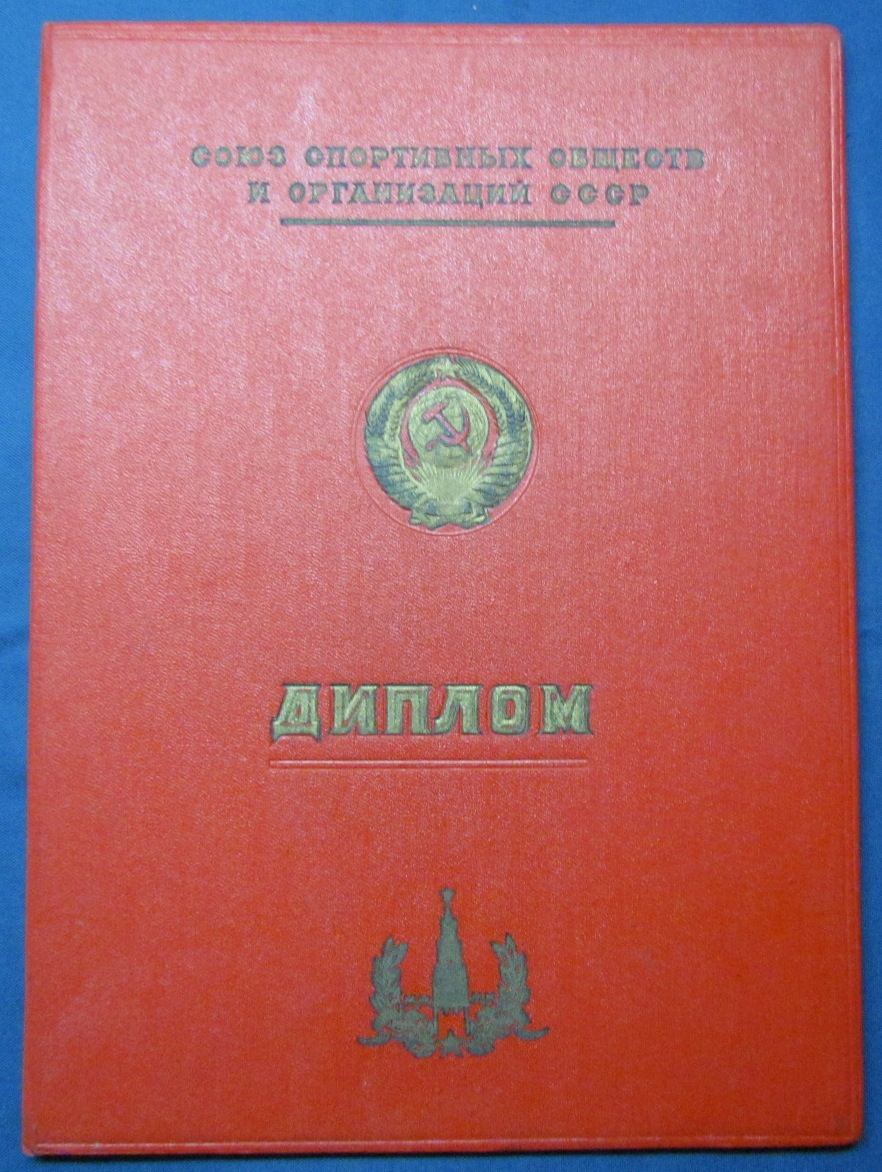 СОЮЗ СПОРТИВНЫХ ОБЩЕСТВ
И ОРГАНИЗАЦИЙ СССР
ДИПЛОМ